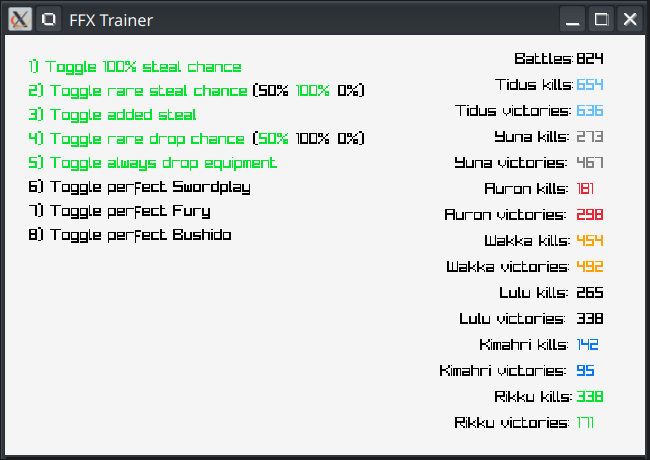 FFX Trainer
1) Toggle 100% steal chance
2) Toggle rare steal chance (50% 100% 0%)
3) Toggle added steal
4) Toggle rare drop chance (50% 100% 0%)
5) Toggle always drop equipment
6) Toggle perfect Swordplay
7) Toggle perfect Fury
8) Toggle perfect Bushido
Battles: 824
Tidus kills: 654
Tidus victories: 636
Yuna kills: 273
Yuna victories: 467
Auron kills: 181
Auron victories: 298
Wakka kills: 454
Wakka victories: 492
Lulu kills: 265
Lulu victories: 338
Kimahri kills: 142
Kimahri victories: 95
Rikku kills: 338
Rikku victories: 171